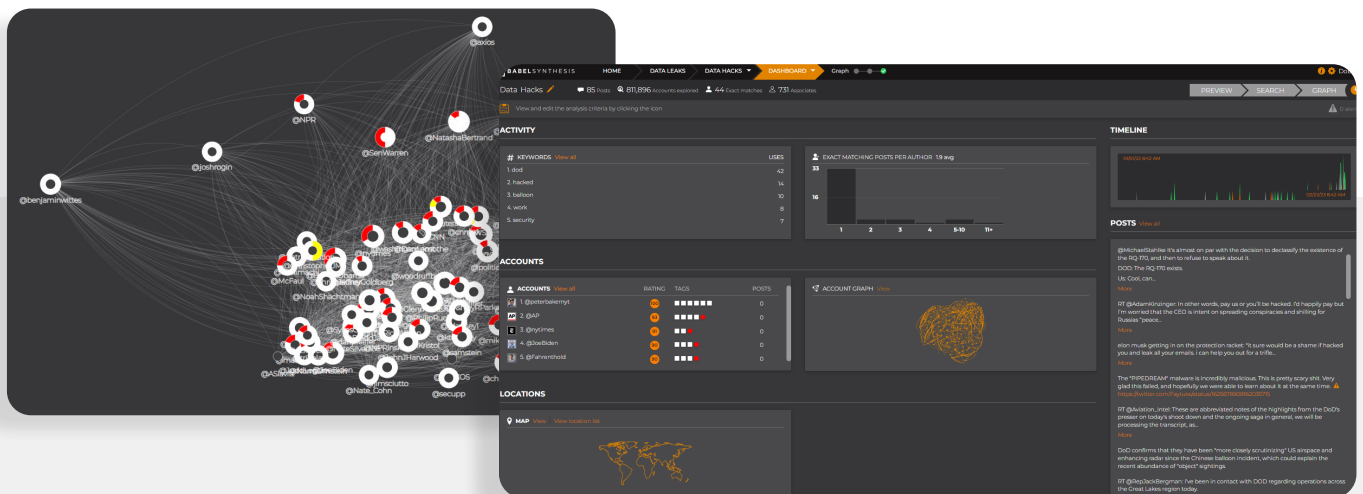 @axios
@NPR
@NatashaBertrand
@SenWarren
@joshrogin
@benjaminwittes
@McFaul
@NoahShachtman
@woodruffb
@samstein
@JohnJHarwood
@jimsciutto
@Nate_Cohn
@secupp
BABELSYNTHESIS
HOME
DATA LEAKS
DATA HACKS
DASHBOARD
Graph
Data Hacks
85 Posts
811,896 Accounts explored
44 Exact matches
731 Associates
PREVIEW
SEARCH
GRAPH
View and edit the analysis criteria by clicking the icon
ACTIVITY
# KEYWORDS View all
USES
1. dod
42
2. hacked
14
3. balloon
10
4. work
8
5. security
7
EXACT MATCHING POSTS PER AUTHOR 1.9 avg
33
16
1
2
3
4
5-10
11+
ACCOUNTS
ACCOUNTS View all
RATING
TAGS
POSTS
1. @peterbakernyt
100
0
2. @AP
0
3. @nytimes
0
4. @JoeBiden
0
5. @Fahrenthold
0
ACCOUNT GRAPH View
LOCATIONS
MAP View View location list
TIMELINE
POSTS View all
@MichaelStahlke It's almost on par with the decision to declassify the existence of
the RQ-170, and then to refuse to speak about it.
DOD: The RQ-170 exists.
Us: Cool, can...
More
RT @AdamKinzinger: In other words, pay us or you'll be hacked. I'd happily pay but
I'm worried that the CEO is intent on spreading conspiracies and shilling for
Russias "peace...
More
elon musk getting in on the protection racket: "it sure would be a shame if hacked
you and leak all your emails. i can help you out for a trifle...
More
The "PIPEDREAM" malware is incredibly malicious. This is pretty scary shit. Very
glad this failed, and hopefully we were able to learn about it at the same time.
RT @Aviation_Intel: These are abbreviated notes of the highlights from the DoD's
presser on today's shoot down and the ongoing saga in general, we will be
processing the transcript, as...
More
DoD confirms that they have been "more closely scrutinizing" US airspace and
enhancing radar since the Chinese balloon incident, which could explain the
recent abundance of "object" sightings.
RT @RepJackBergman: I've been in contact with DOD regarding operations across
the Great Lakes region today.